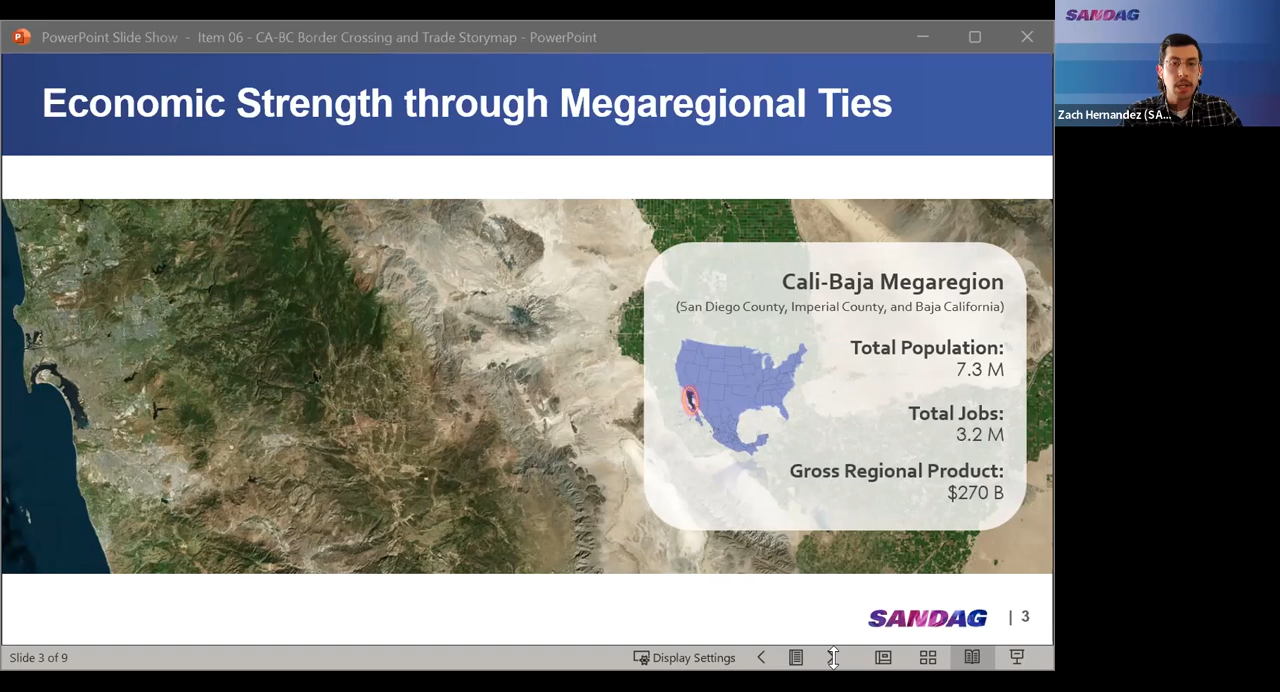 PowerPoint Slide Show - Item 06 - CA-BC Border Crossing and Trade Storymap - PowerPoint
SANDAG
Zach Hernandez (SA...
Economic Strength through Megaregional Ties
Cali-Baja Megaregion
(San Diego County, Imperial County, and Baja California)
Total Population:
7.3 M
Total Jobs:
3.2 M
Gross Regional Product:
$270 B
SANDAG | 3
Slide 3 of 9
Display Settings